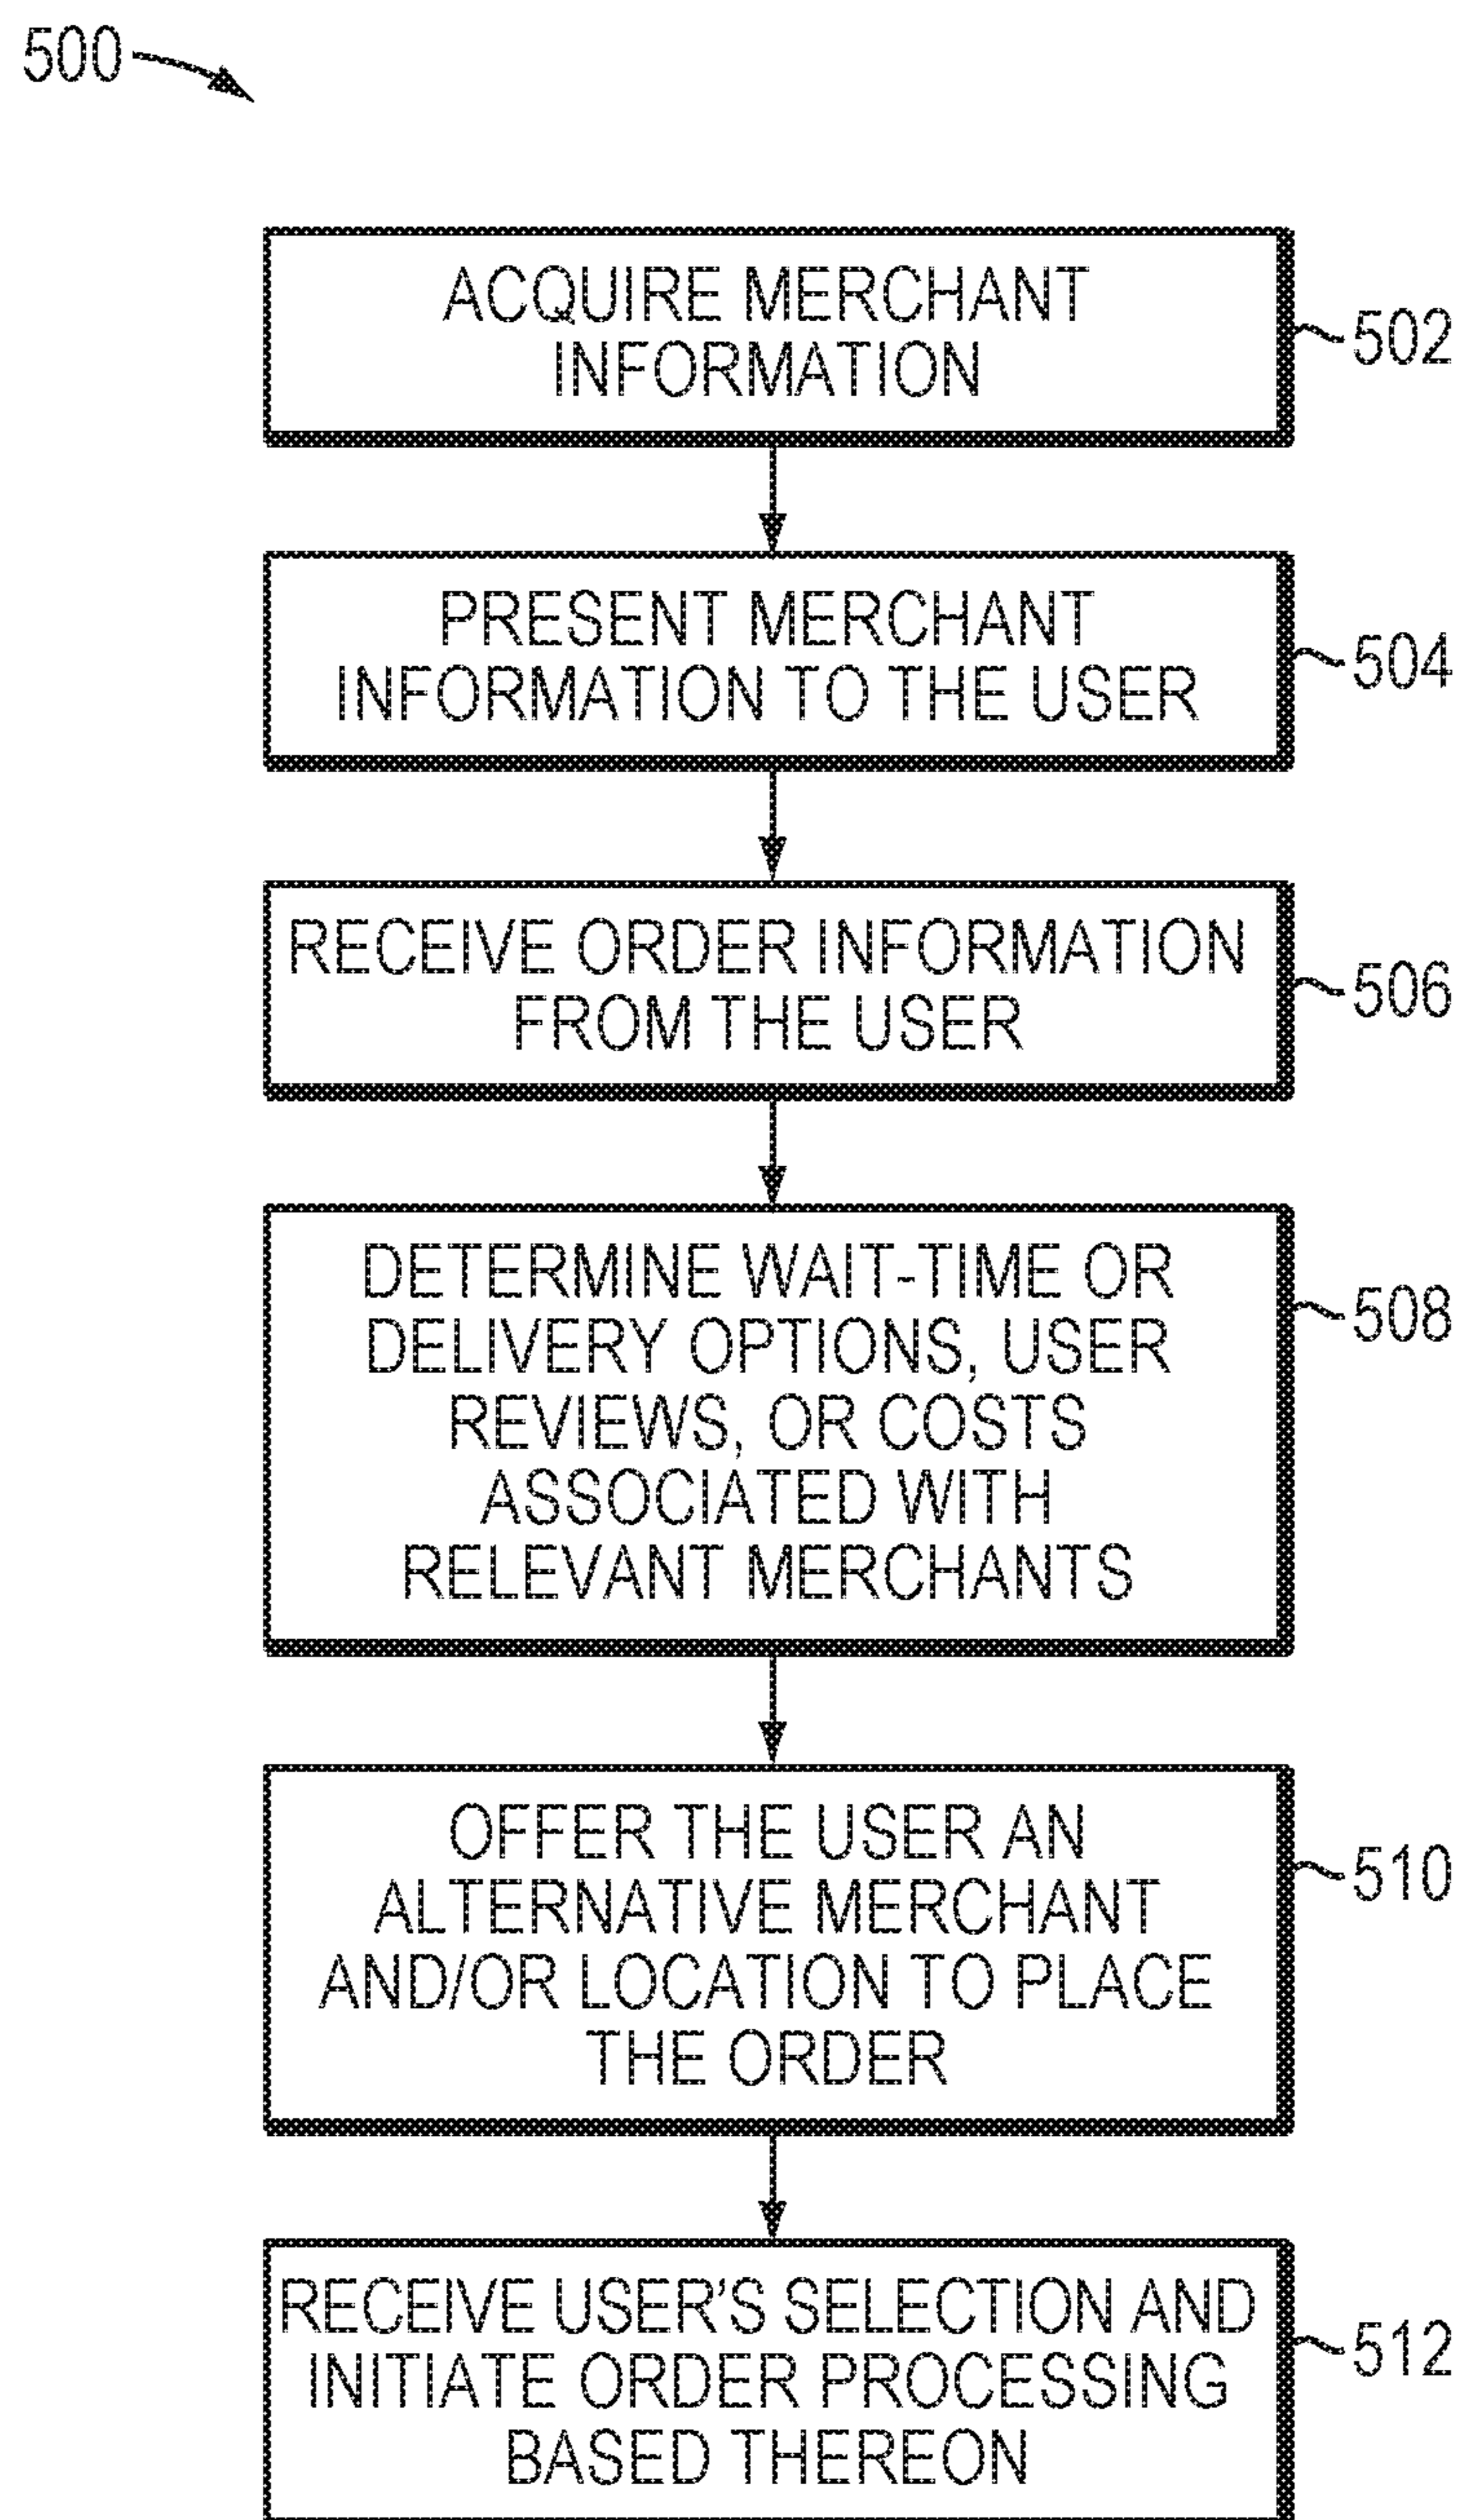 500
ACQUIRE MERCHANT
INFORMATION
502
PRESENT MERCHANT
INFORMATION TO THE USER
504
RECEIVE ORDER INFORMATION
FROM THE USER
506
DETERMINE WAIT-TIME OR
DELIVERY OPTIONS, USER
REVIEWS, OR COSTS
ASSOCIATED WITH
RELEVANT MERCHANTS
508
OFFER THE USER AN
ALTERNATIVE MERCHANT
AND/OR LOCATION TO PLACE
THE ORDER
510
RECEIVE USER'S SELECTION AND
INITIATE ORDER PROCESSING
BASED THEREON
512